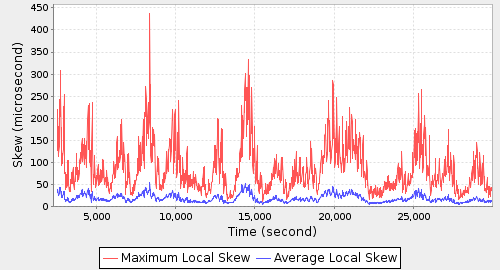 450
400
350
300
250
200
150
100
50
0
Skew (microsecond)
5,000 10,000 15,000 20,000 25,000
Time (second)
Maximum Local Skew Average Local Skew